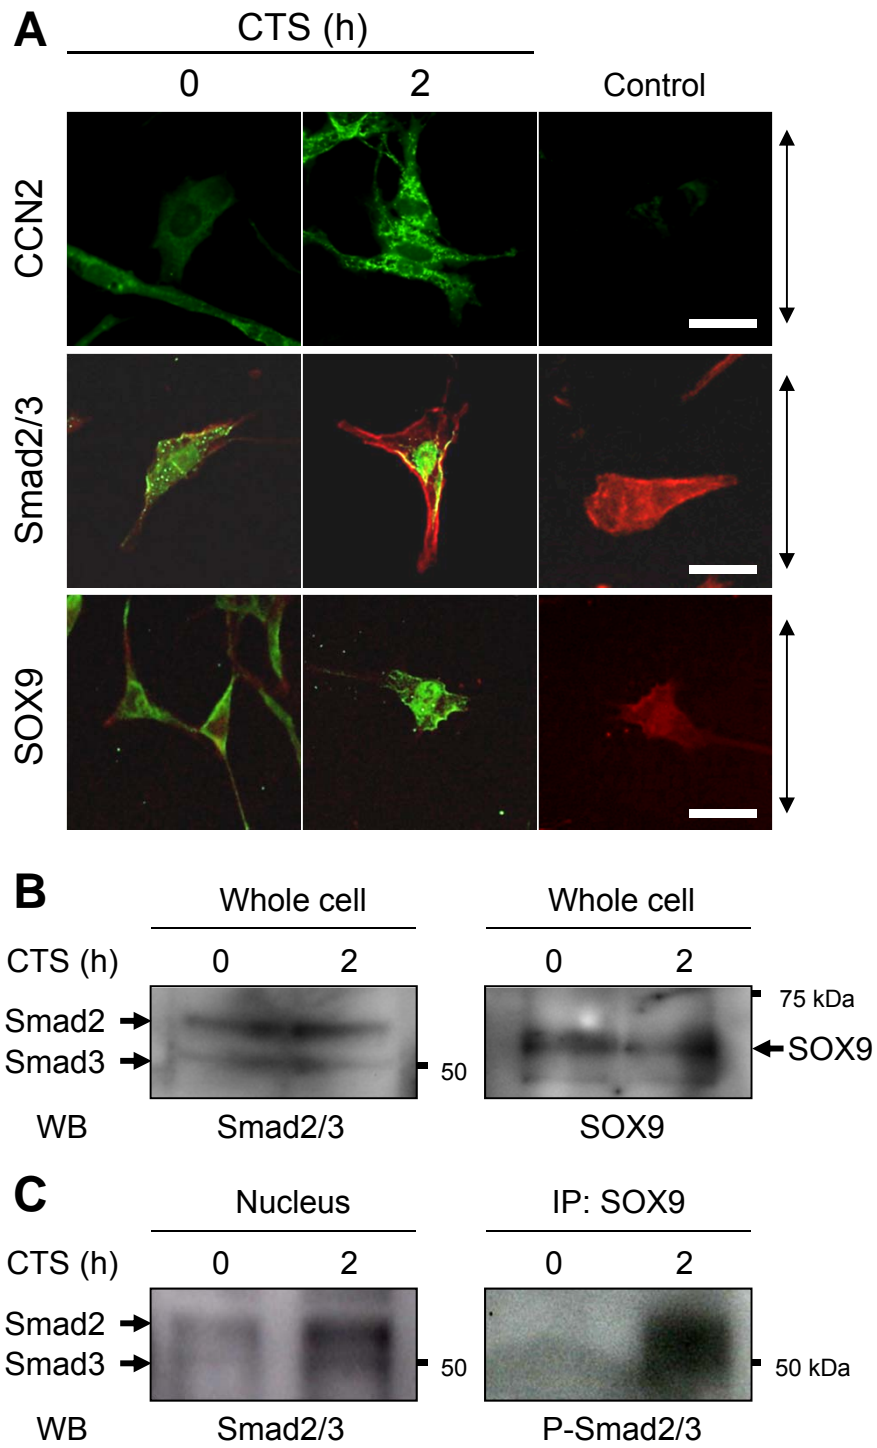 A
CTS (h)
0 2 Control
CCN2
Smad2/3
SOX9
B
Whole cell Whole cell
CTS (h) 0 2 0 2
75 kDa
Smad2
SOX9
Smad3
50
WB Smad2/3 SOX9
C
Nucleus IP: SOX9
CTS (h) 0 2 0 2
Smad2
Smad3
50 50 kDa
WB Smad2/3 P-Smad2/3